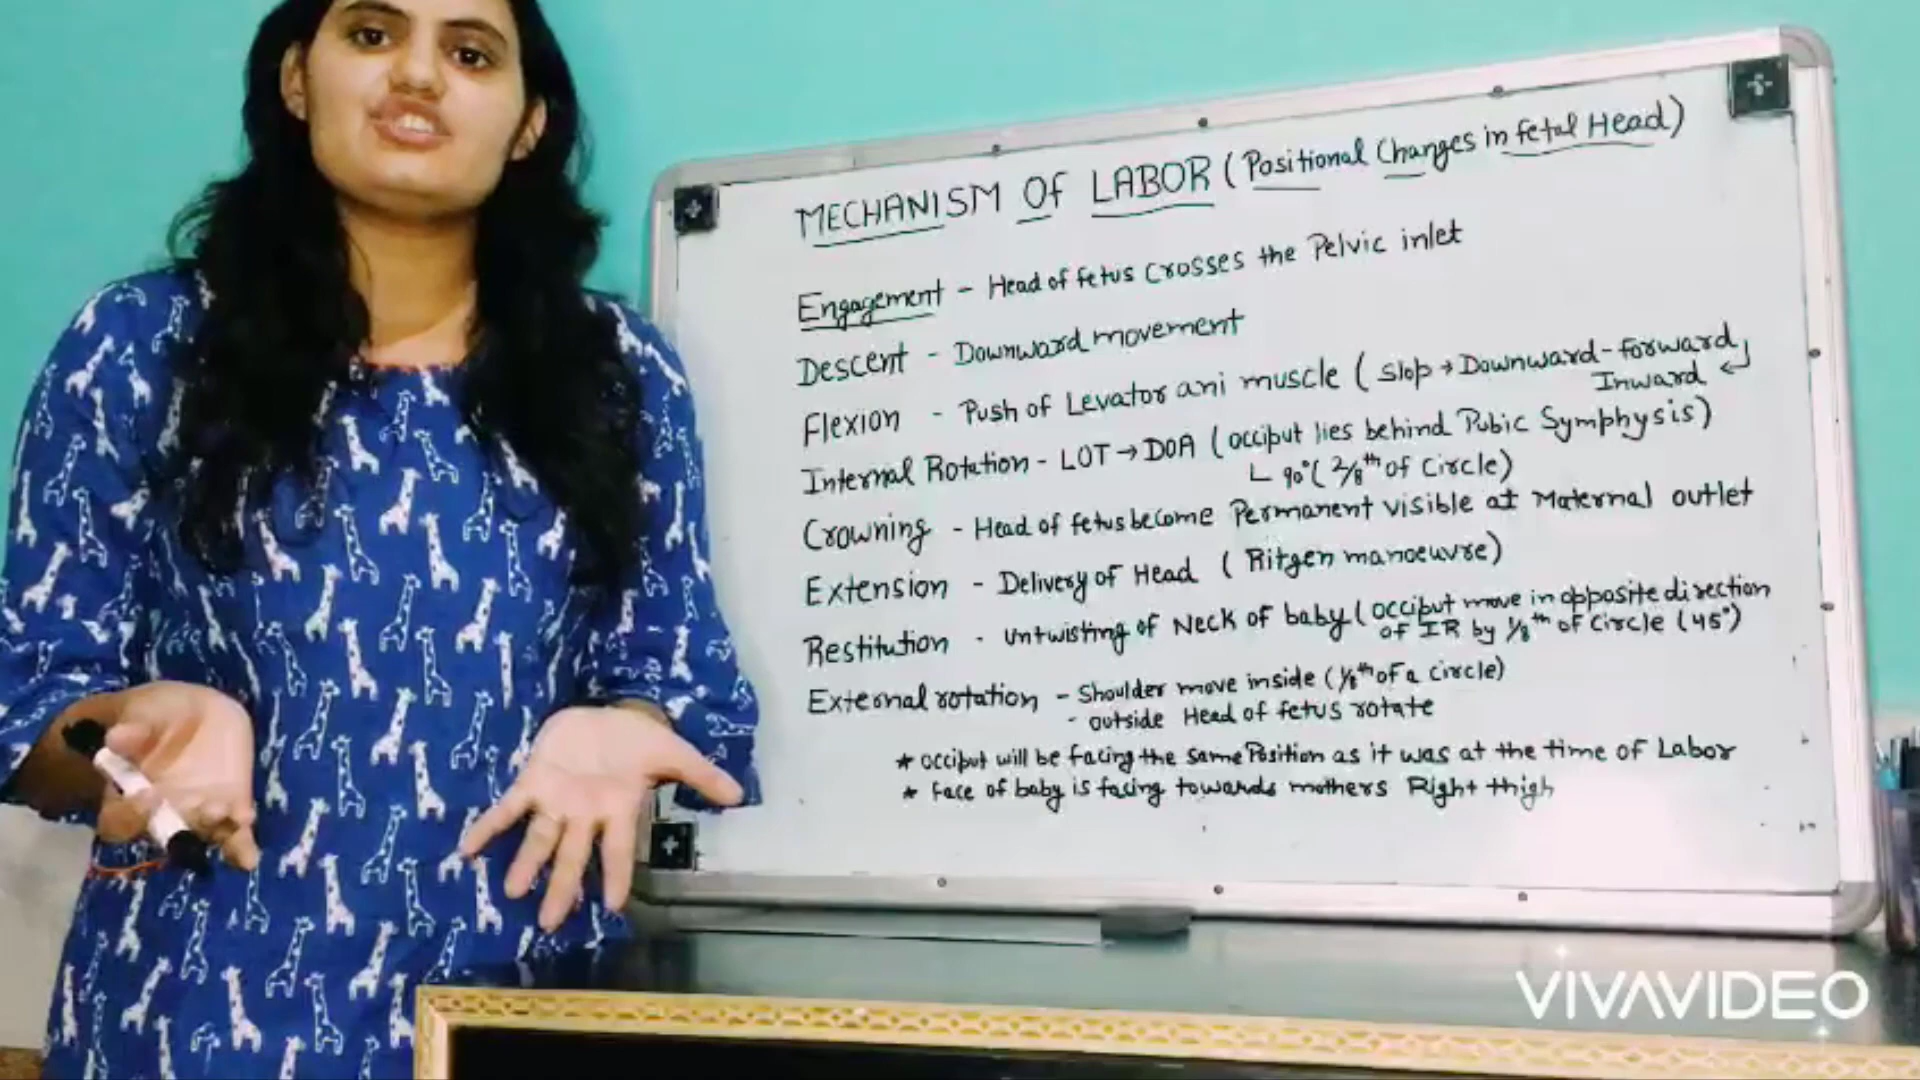 MECHANISM OF LABOR (Positional Changes in fetal Head)
Engagement - Head of fetus crosses the Pelvic inlet
Descent - Downward movement
Flexion - Push of Levator ani muscle (Slop → Downward-forward,
Inward ↵
Internal Rotation - LOT → DOA (occiput lies behind Pubic Symphysis)
∟ 90° (2/8th of Circle)
Crowning - Head of fetus become Permanent visible at Maternal outlet
Extension - Delivery of Head (Ritgen manoeuvre)
Restitution - Untwisting of Neck of baby (occiput move in opposite direction
of IR by 1/8th of Circle (45°)
External rotation - Shoulder move inside (1/8th of a circle)
- outside Head of fetus rotate
* occiput will be facing the same Position as it was at the time of Labor
* face of baby is facing towards mothers Right thigh
VIVAVIDEO